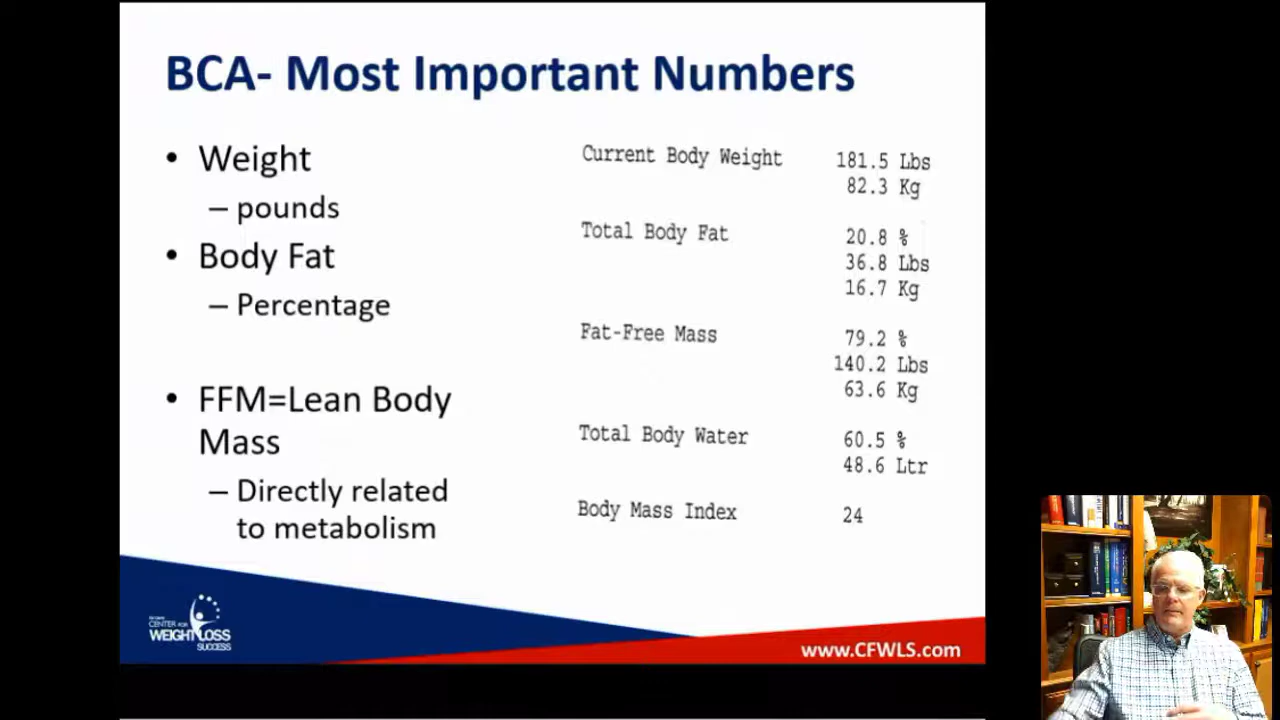 BCA- Most Important Numbers
• Weight
– pounds
• Body Fat
– Percentage
• FFM=Lean Body
Mass
– Directly related
to metabolism
Current Body Weight 181.5 Lbs
82.3 Kg
Total Body Fat 20.8 %
36.8 Lbs
16.7 Kg
Fat-Free Mass 79.2 %
140.2 Lbs
63.6 Kg
Total Body Water 60.5 %
48.6 Ltr
Body Mass Index 24
CENTER FOR
WEIGHT LOSS
SUCCESS
www.CFWLS.com